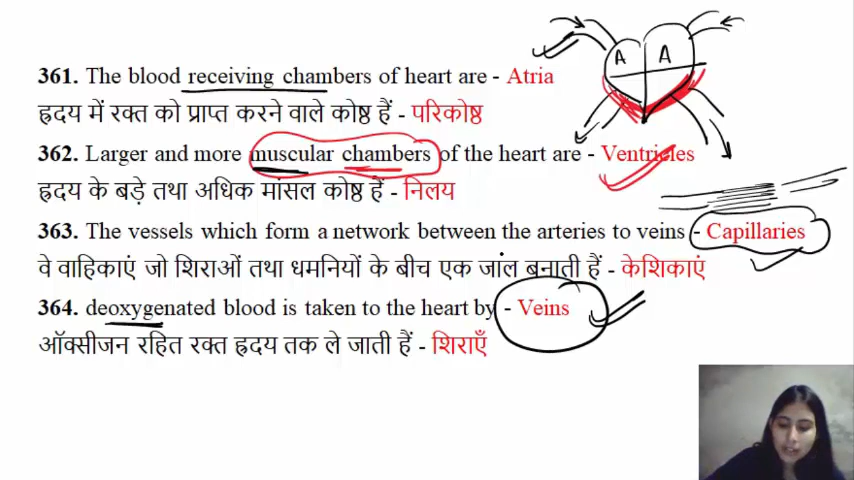 361. The blood receiving chambers of heart are - Atria
ह्रदय में रक्त को प्राप्त करने वाले कोष्ठ हैं - परिकोष्ठ
362. Larger and more muscular chambers of the heart are - Ventricles
ह्रदय के बड़े तथा अधिक मांसल कोष्ठ हैं - निलय
363. The vessels which form a network between the arteries to veins - Capillaries
वे वाहिकाएं जो शिराओं तथा धमनियों के बीच एक जांल बनाती हैं - केशिकाएं
364. deoxygenated blood is taken to the heart by - Veins
ऑक्सीजन रहित रक्त ह्रदय तक ले जाती हैं - शिराएँ
A A